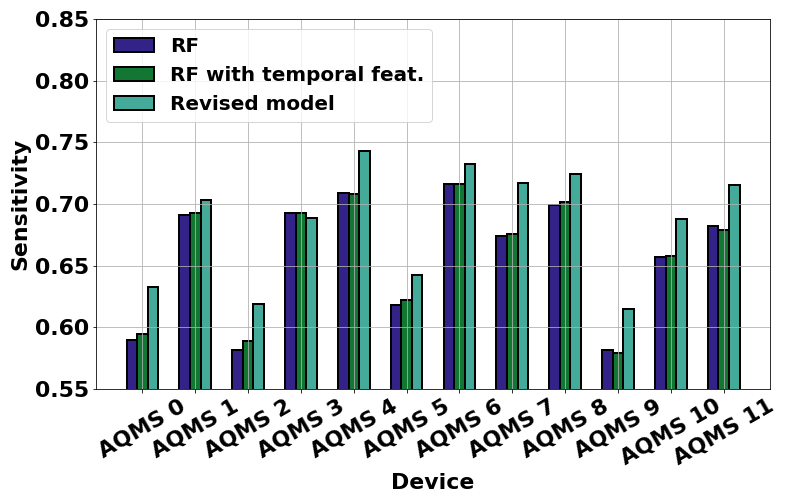 RF
RF with temporal feat.
Revised model
Sensitivity
0.85
0.80
0.75
0.70
0.65
0.60
0.55
AQMS 0
AQMS 1
AQMS 2
AQMS 3
AQMS 4
AQMS 5
AQMS 6
AQMS 7
AQMS 8
AQMS 9
AQMS 10
AQMS 11
Device